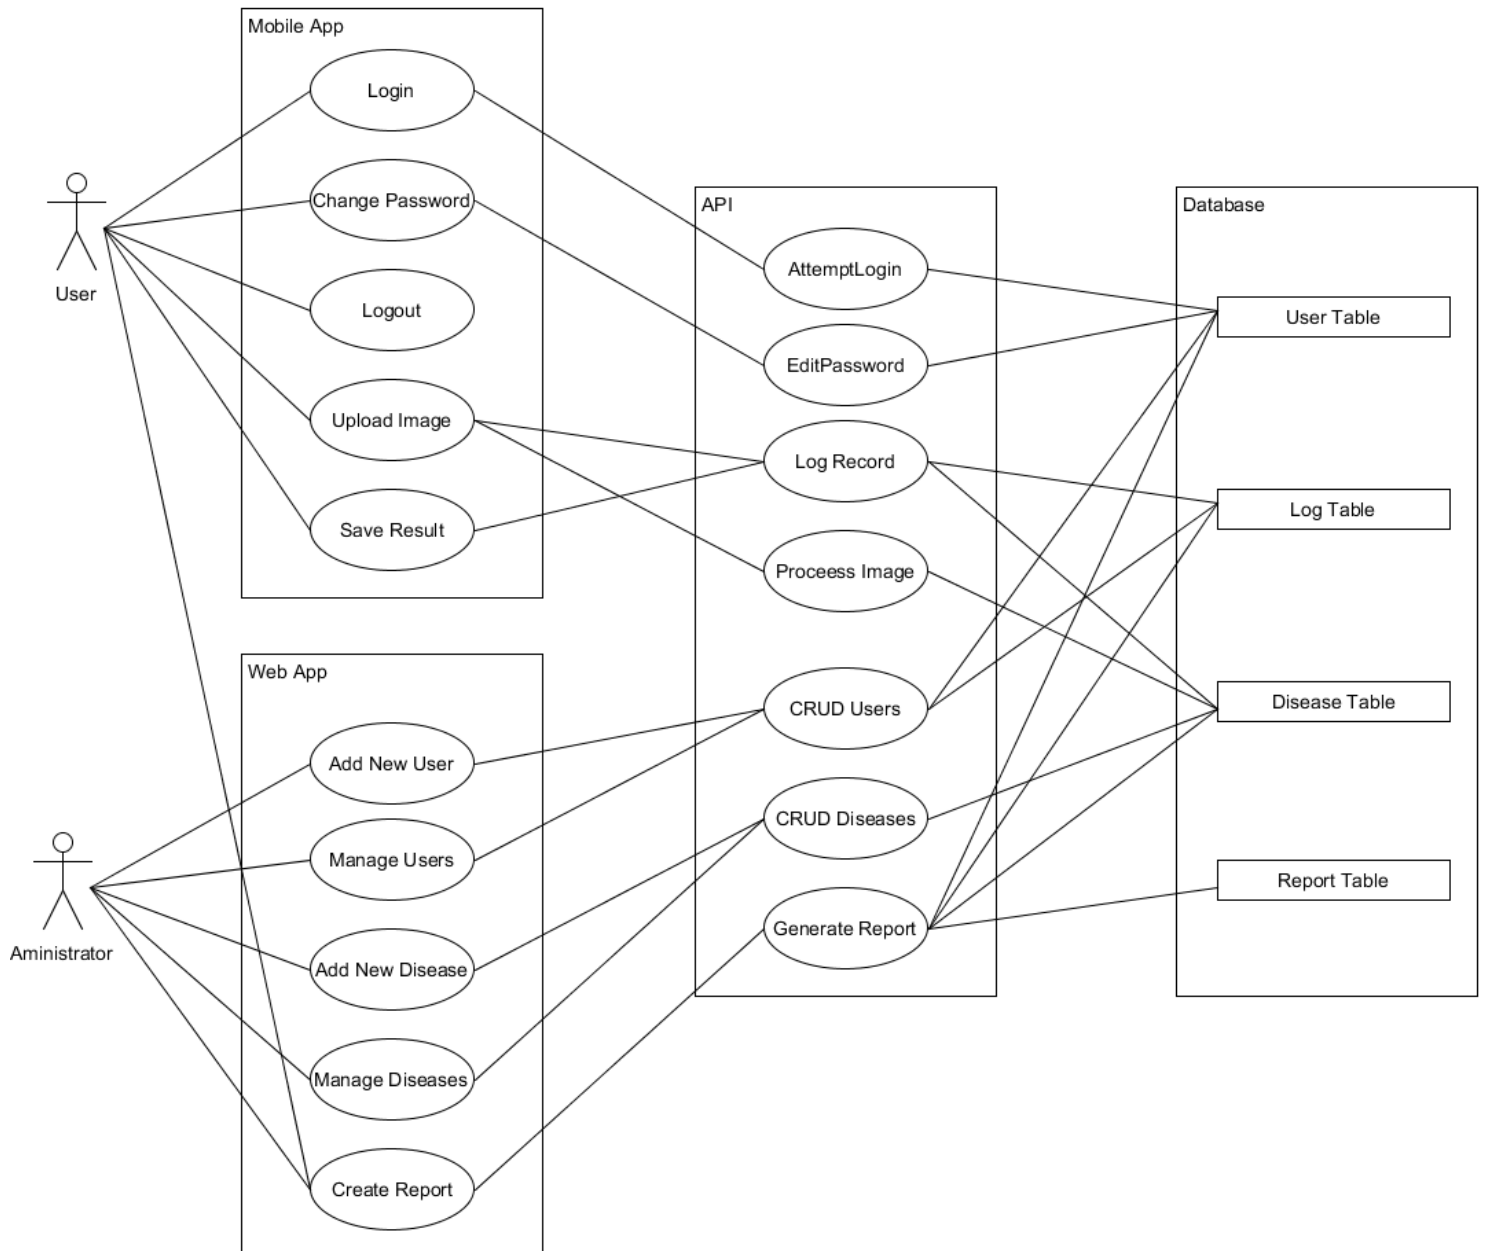 Mobile App
Login
Change Password
Logout
Upload Image
Save Result
User
Web App
Add New User
Manage Users
Add New Disease
Manage Diseases
Create Report
Aministrator
API
AttemptLogin
EditPassword
Log Record
Proceess Image
CRUD Users
CRUD Diseases
Generate Report
Database
User Table
Log Table
Disease Table
Report Table